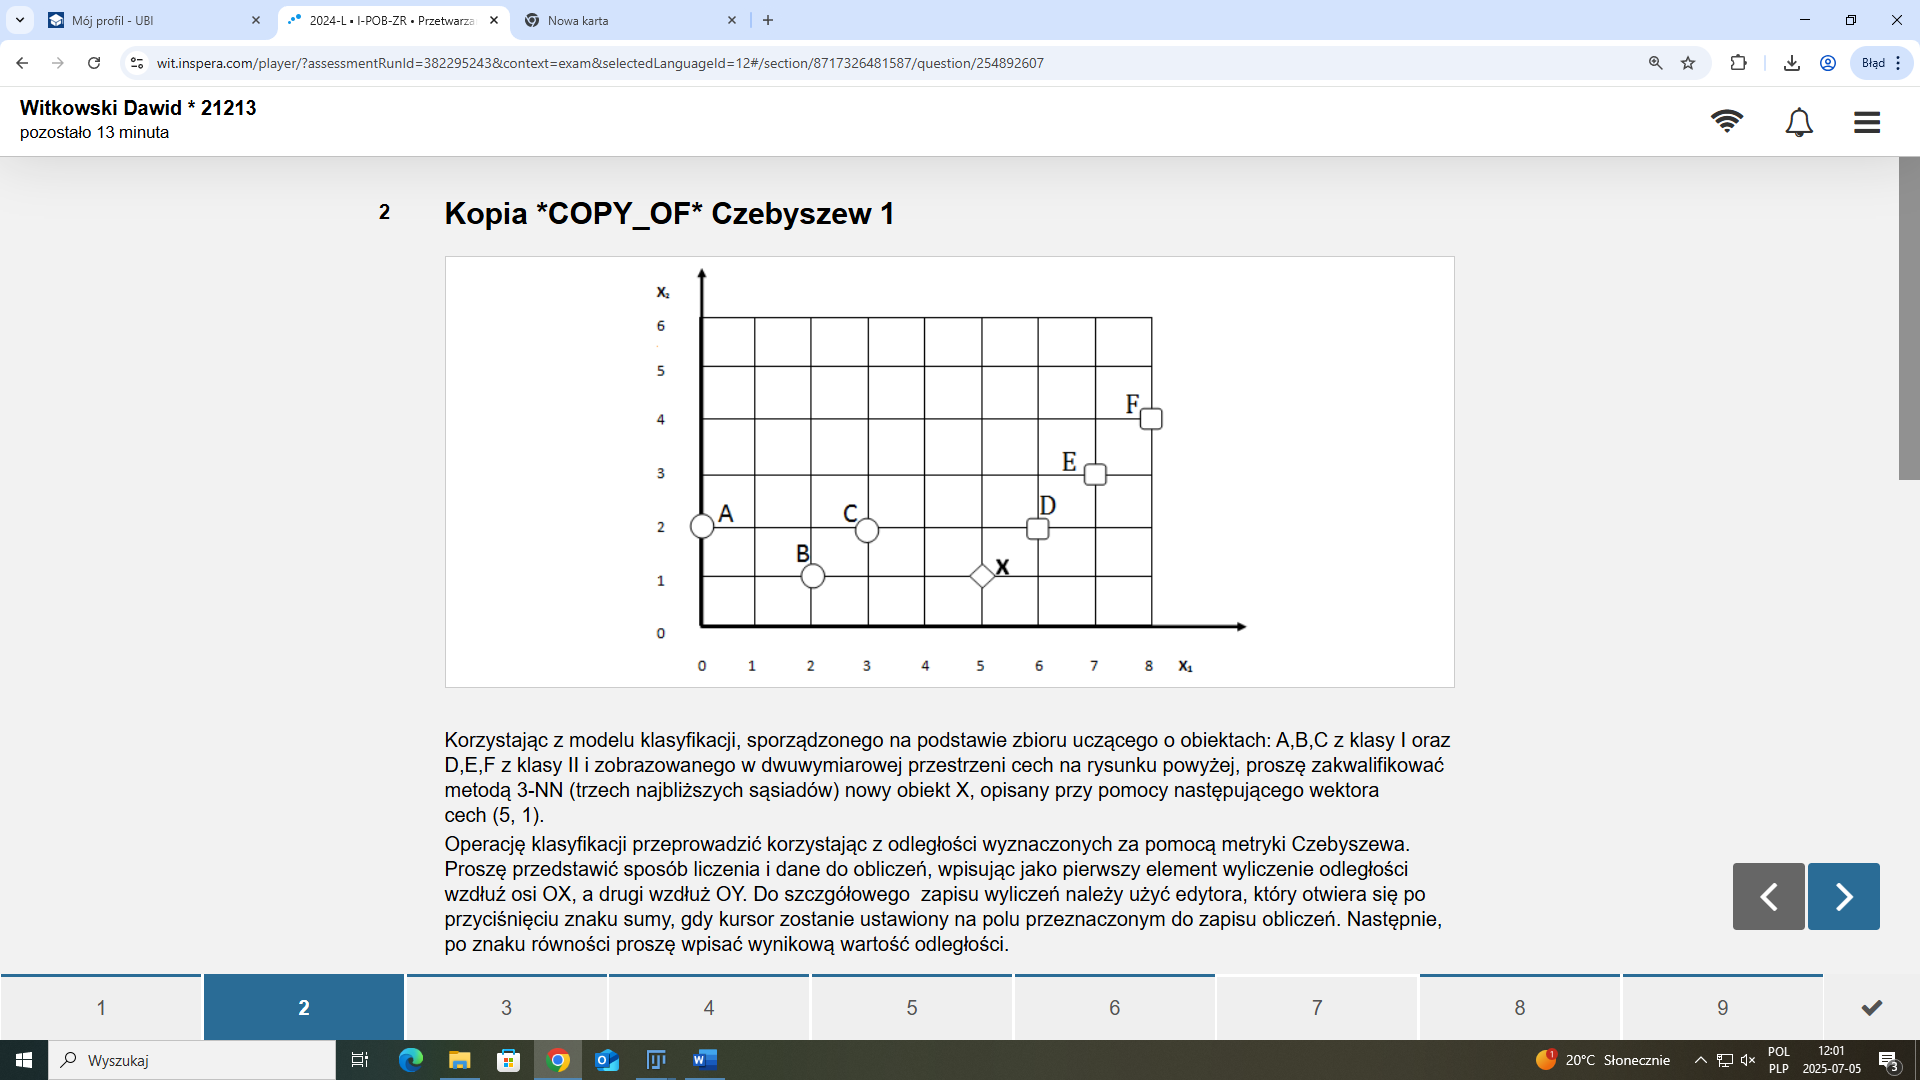 Mój profil - UBI
2024-L • I-POB-ZR • Przetwarza
Nowa karta
wit.inspera.com/player/?assessmentRunId=382295243&context=exam&selectedLanguageId=12#/section/8717326481587/question/254892607
Błąd
Witkowski Dawid * 21213
pozostało 13 minuta
2
Kopia *COPY_OF* Czebyszew 1
X₂
6
5
4
3
2
1
0
F
E
D
A
C
B
X
0 1 2 3 4 5 6 7 8 X₁
Korzystając z modelu klasyfikacji, sporządzonego na podstawie zbioru uczącego o obiektach: A,B,C z klasy I oraz
D,E,F z klasy II i zobrazowanego w dwuwymiarowej przestrzeni cech na rysunku powyżej, proszę zakwalifikować
metodą 3-NN (trzech najbliższych sąsiadów) nowy obiekt X, opisany przy pomocy następującego wektora
cech (5, 1).
Operację klasyfikacji przeprowadzić korzystając z odległości wyznaczonych za pomocą metryki Czebyszewa.
Proszę przedstawić sposób liczenia i dane do obliczeń, wpisując jako pierwszy element wyliczenie odległości
wzdłuż osi OX, a drugi wzdłuż OY. Do szczgółowego  zapisu wyliczeń należy użyć edytora, który otwiera się po
przyciśnięciu znaku sumy, gdy kursor zostanie ustawiony na polu przeznaczonym do zapisu obliczeń. Następnie,
po znaku równości proszę wpisać wynikową wartość odległości.
1 2 3 4 5 6 7 8 9
Wyszukaj
1
20°C Słonecznie
POL
PLP
12:01
2025-07-05
3